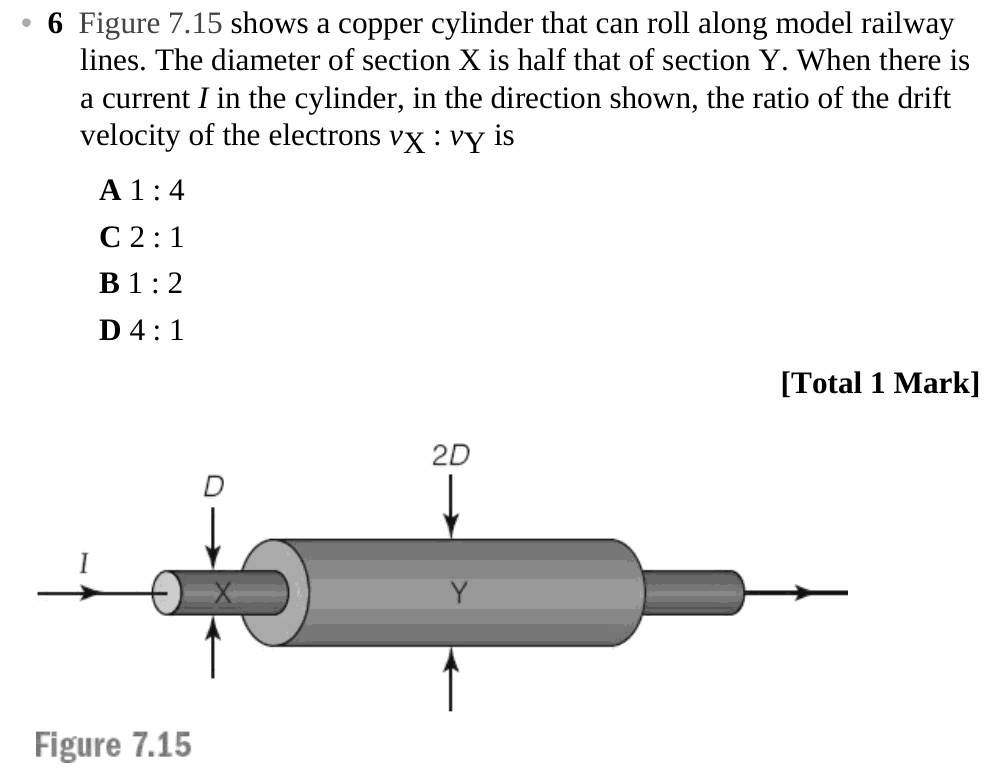 • 6 Figure 7.15 shows a copper cylinder that can roll along model railway
lines. The diameter of section X is half that of section Y. When there is
a current I in the cylinder, in the direction shown, the ratio of the drift
velocity of the electrons vX : vY is
A 1 : 4
C 2 : 1
B 1 : 2
D 4 : 1
[Total 1 Mark]
2D
D
I
X
Y
Figure 7.15